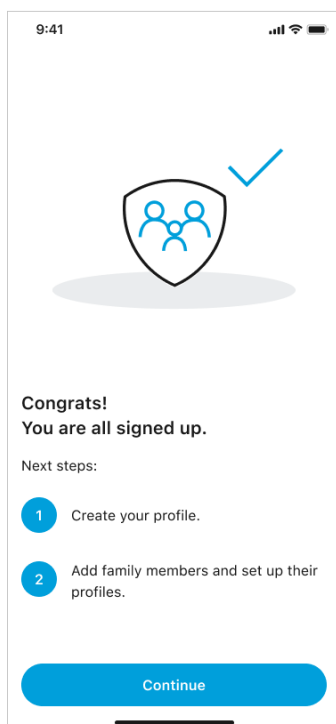 9:41
Congrats!
You are all signed up.
Next steps:
1 Create your profile.
2 Add family members and set up their
profiles.
Continue